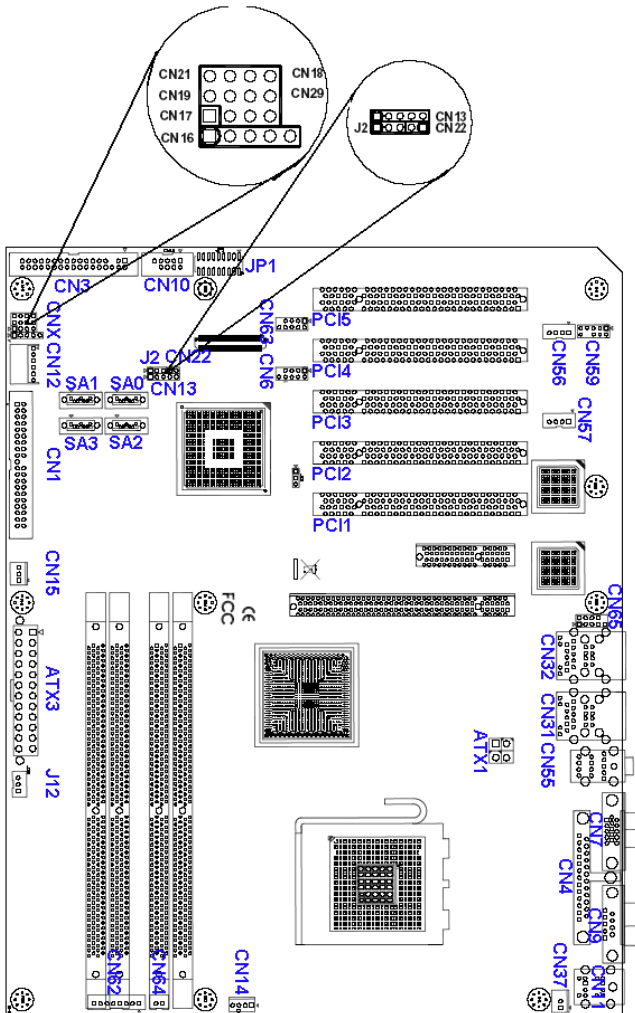 CN21 CN18
CN19 CN29
CN17
CN16
CN13
J2 CN22
CN3 CN10 JP1
CNX
CN12
CN63 PCI5
J2 CN22
CN13
CN6 PCI4
CN56 CN59
SA1 SA0
SA3 SA2
PCI3
CN57
CN1
PCI2
PCI1
CN15
FCC CE
CN65
CN32
ATX3
CN31
ATX1
CN55
J12
CN7
CN4
CN9
CN62 CN64 CN14 CN37 CN11